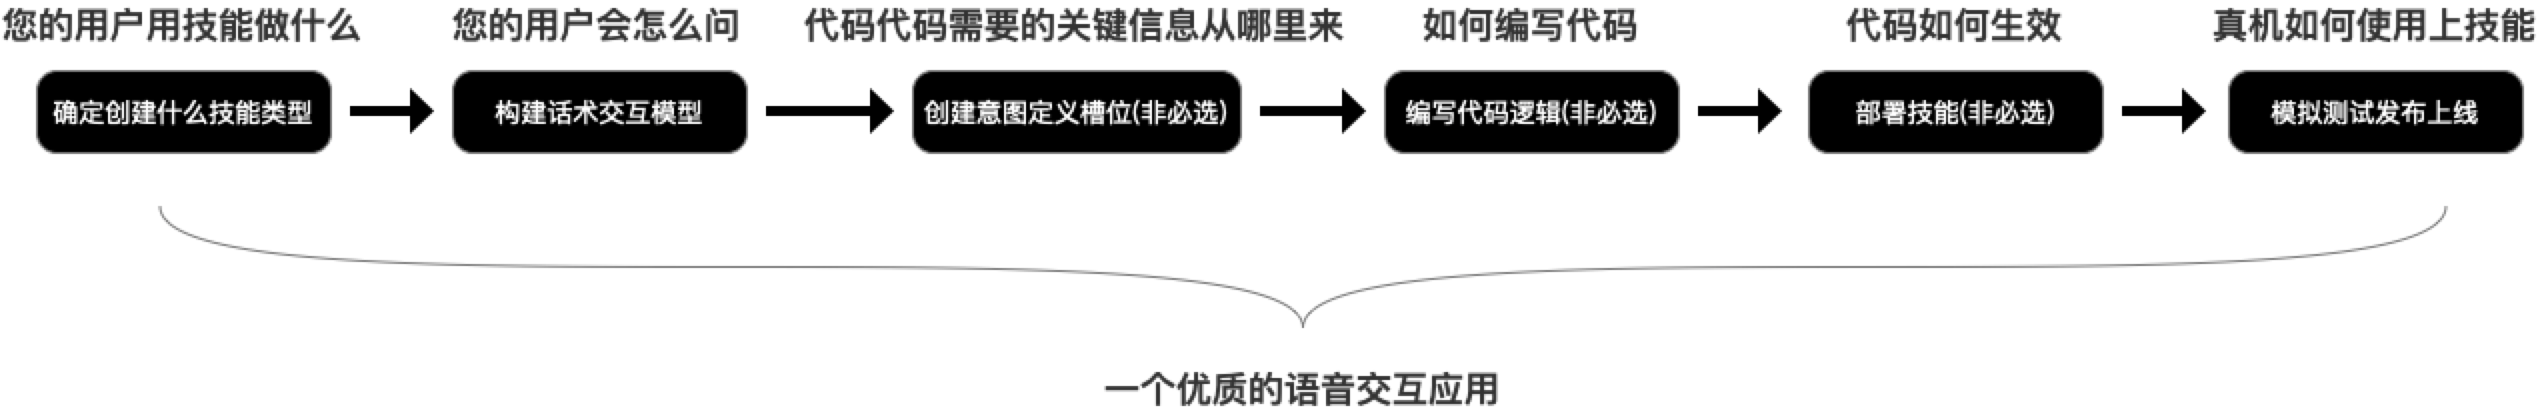 您的用户用技能做什么
您的用户会怎么问
代码代码需要的关键信息从哪里来
如何编写代码
代码如何生效
真机如何使用上技能
确定创建什么技能类型
构建话术交互模型
创建意图定义槽位(非必选)
编写代码逻辑(非必选)
部署技能(非必选)
模拟测试发布上线
一个优质的语音交互应用